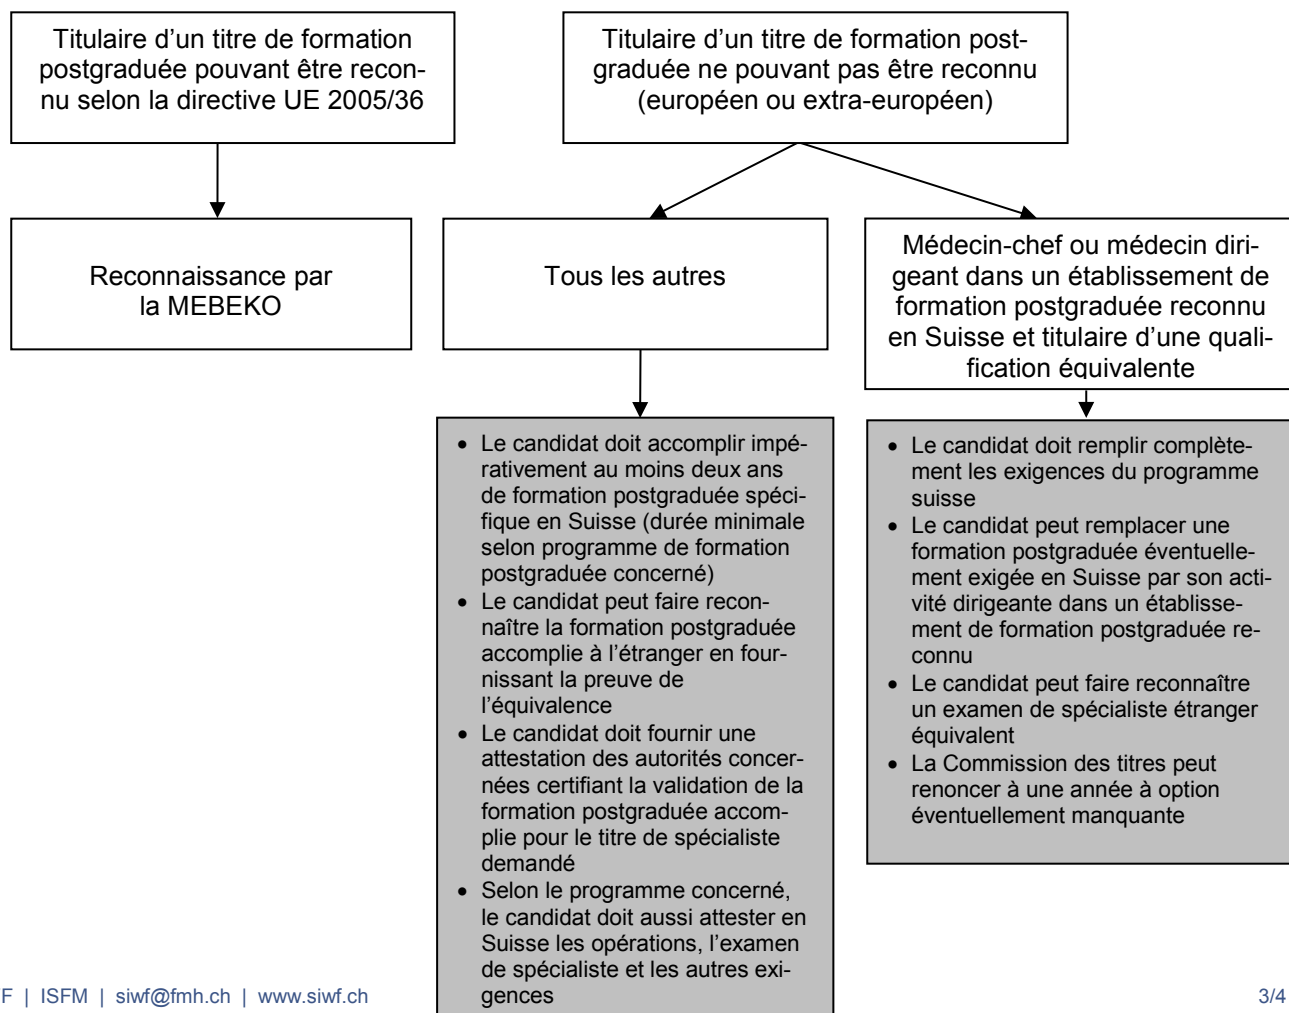 Titulaire d'un titre de formation
postgraduée pouvant être recon-
nu selon la directive UE 2005/36
Titulaire d'un titre de formation post-
graduée ne pouvant pas être reconnu
(européen ou extra-européen)
Reconnaissance par
la MEBEKO
Tous les autres
Médecin-chef ou médecin diri-
geant dans un établissement de
formation postgraduée reconnu
en Suisse et titulaire d'une quali-
fication équivalente
• Le candidat doit accomplir impé-
rativement au moins deux ans
de formation postgraduée spéci-
fique en Suisse (durée minimale
selon programme de formation
postgraduée concerné)
• Le candidat peut faire recon-
naître la formation postgraduée
accomplie à l'étranger en four-
nissant la preuve de
l'équivalence
• Le candidat doit fournir une
attestation des autorités concer-
nées certifiant la validation de la
formation postgraduée accom-
plie pour le titre de spécialiste
demandé
• Selon le programme concerné,
le candidat doit aussi attester en
Suisse les opérations, l'examen
de spécialiste et les autres exi-
gences
• Le candidat doit remplir complète-
ment les exigences du programme
suisse
• Le candidat peut remplacer une
formation postgraduée éventuelle-
ment exigée en Suisse par son acti-
vité dirigeante dans un établisse-
ment de formation postgraduée re-
connu
• Le candidat peut faire reconnaître
un examen de spécialiste étranger
équivalent
• La Commission des titres peut
renoncer à une année à option
éventuellement manquante
F | ISFM | siwf@fmh.ch | www.siwf.ch
3/4